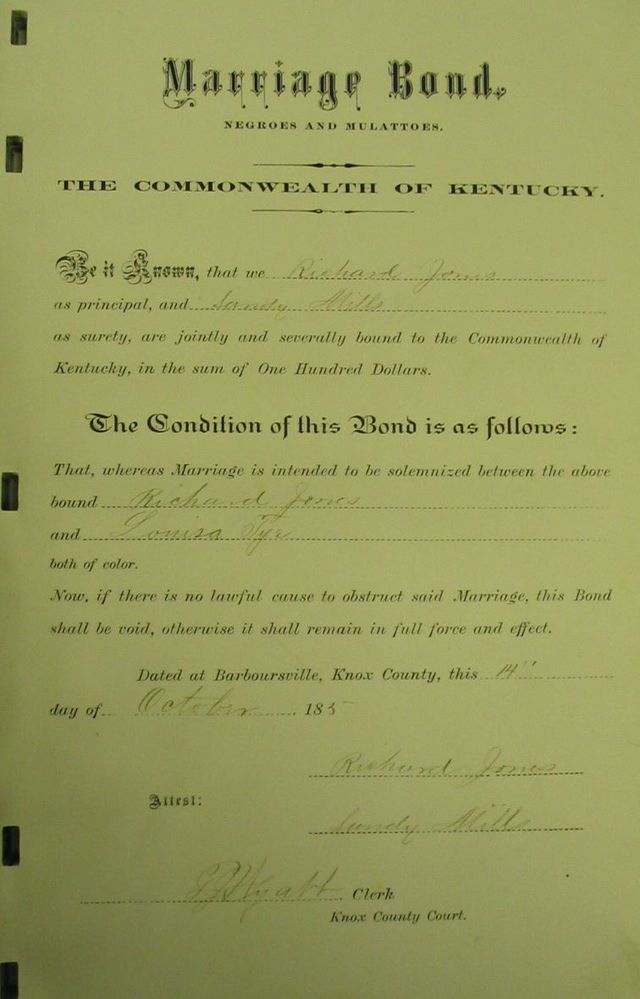 Marriage Bond.
NEGROES AND MULATTOES.
THE COMMONWEALTH OF KENTUCKY.
Be it Known, that we Richard Jones
as principal, and Sandy Mills
as surety, are jointly and severally bound to the Commonwealth of
Kentucky, in the sum of One Hundred Dollars.
The Condition of this Bond is as follows:
That, whereas Marriage is intended to be solemnized between the above
bound Richard Jones
and Louisa
both of color.
Now, if there is no lawful cause to obstruct said Marriage, this Bond
shall be void, otherwise it shall remain in full force and effect.
Dated at Barboursville, Knox County, this 14"
day of October 18
Richard Jones
Attest:
Sandy Mills
Wyatt, Clerk
Knox County Court.